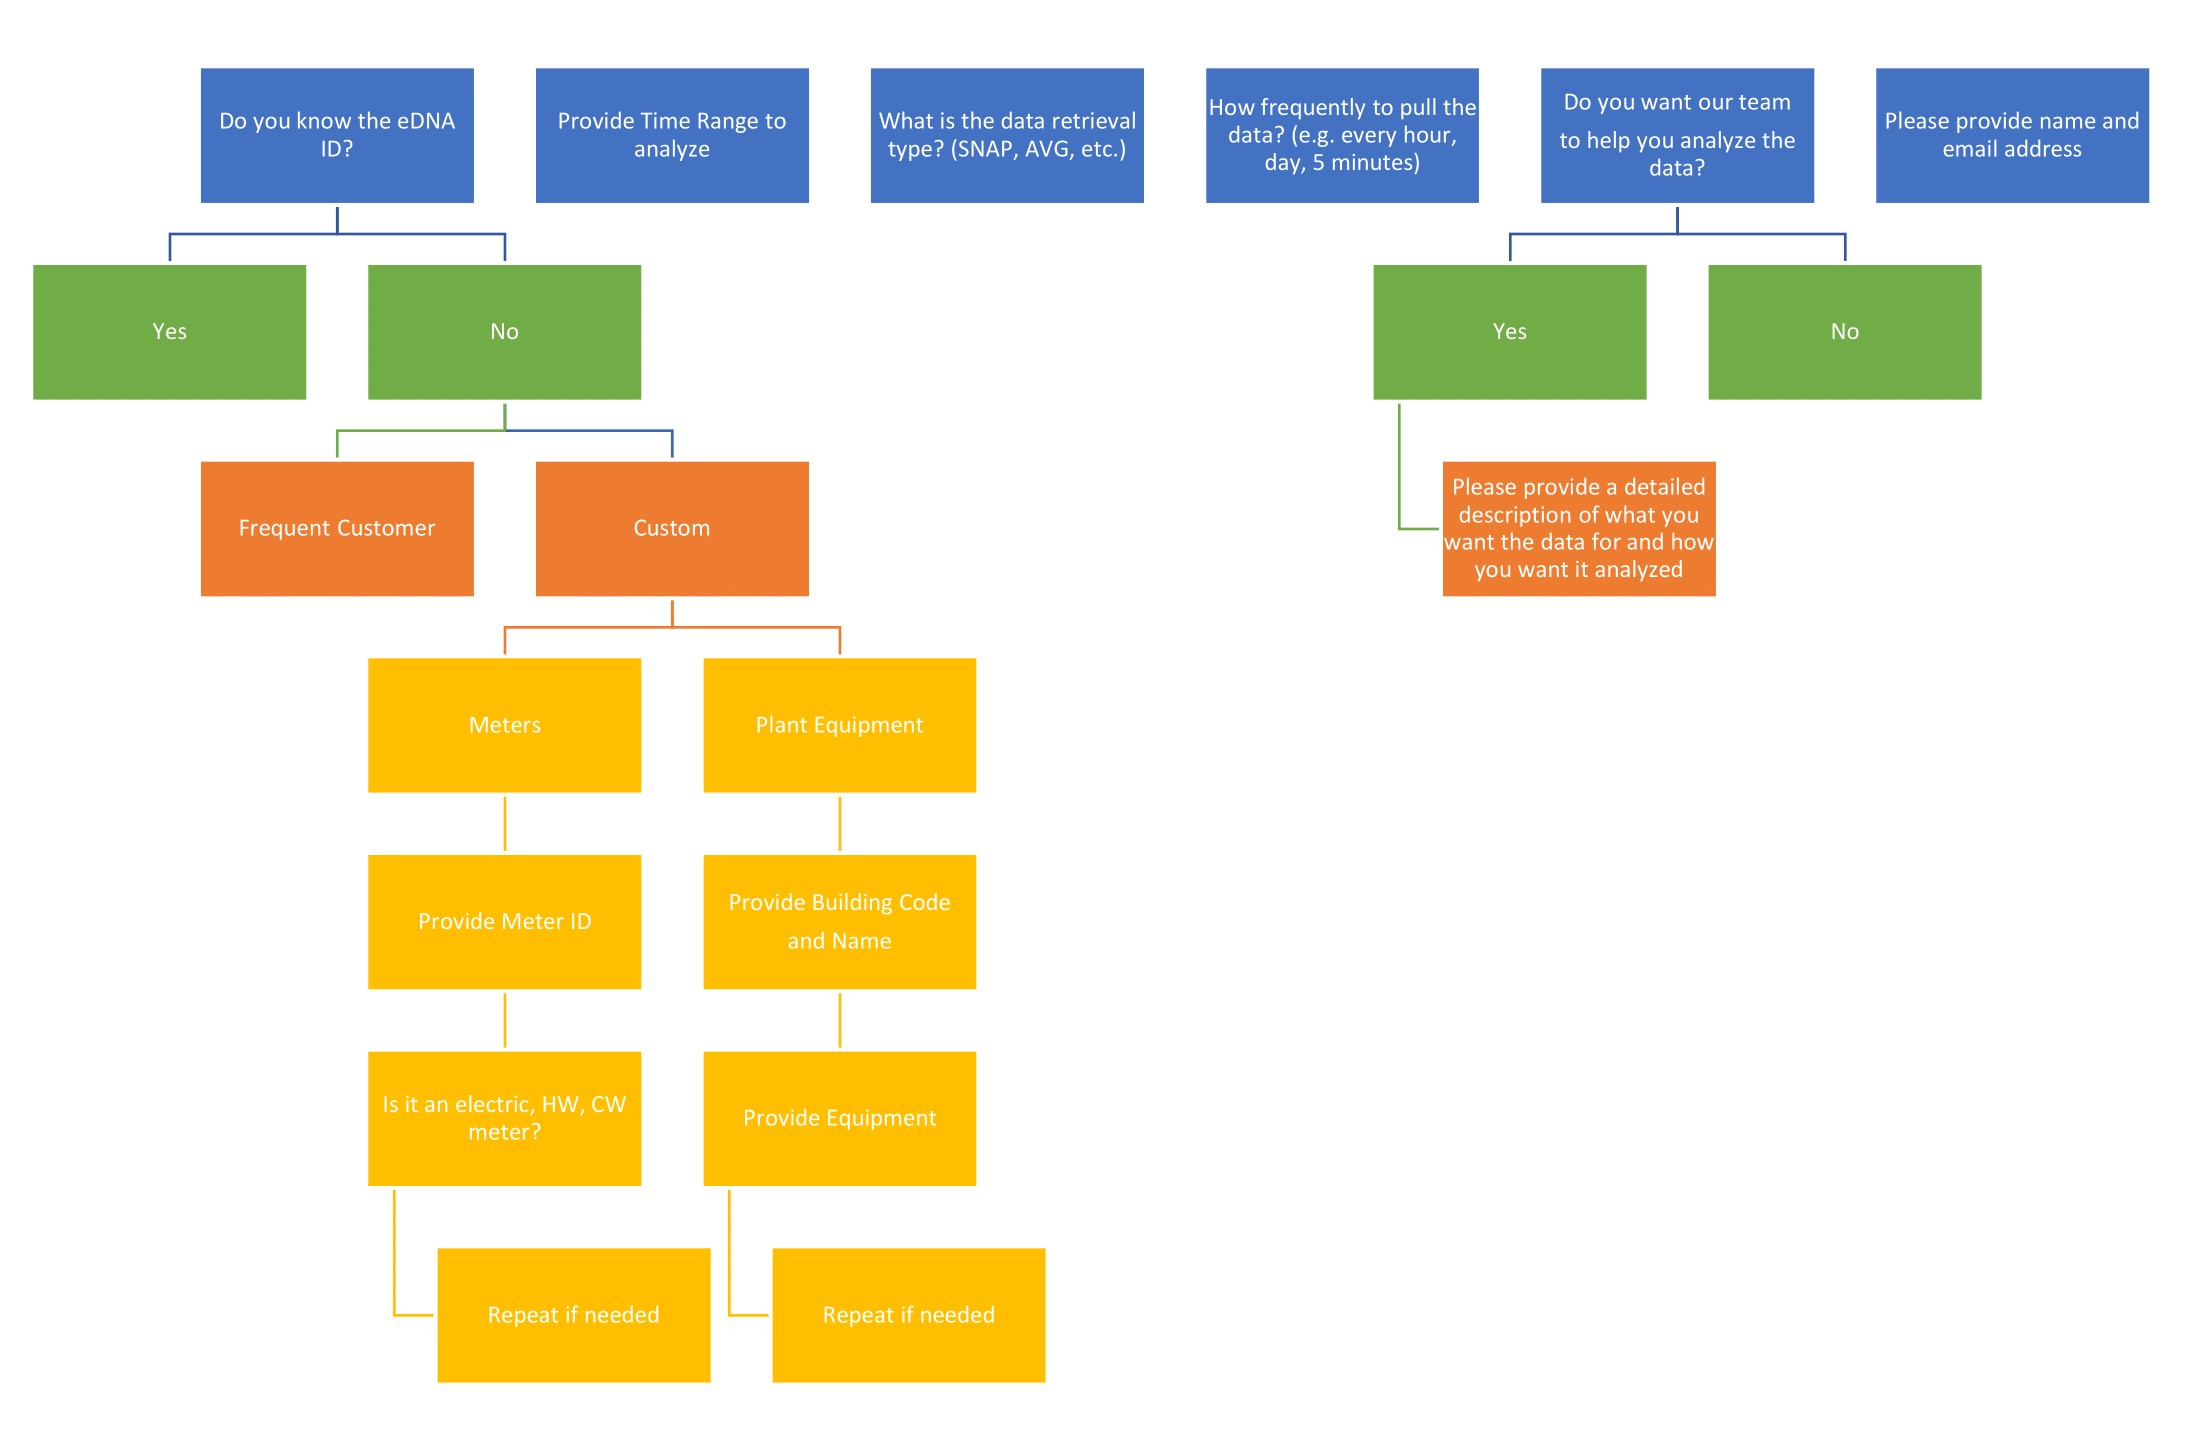 Do you know the eDNA
ID?
Provide Time Range to
analyze
What is the data retrieval
type? (SNAP, AVG, etc.)
How frequently to pull the
data? (e.g. every hour,
day, 5 minutes)
Do you want our team
to help you analyze the
data?
Please provide name and
email address
Yes
No
Yes
No
Frequent Customer
Custom
Please provide a detailed
description of what you
want the data for and how
you want it analyzed
Meters
Plant Equipment
Provide Meter ID
Provide Building Code
and Name
Is it an electric, HW, CW
meter?
Provide Equipment
Repeat if needed
Repeat if needed